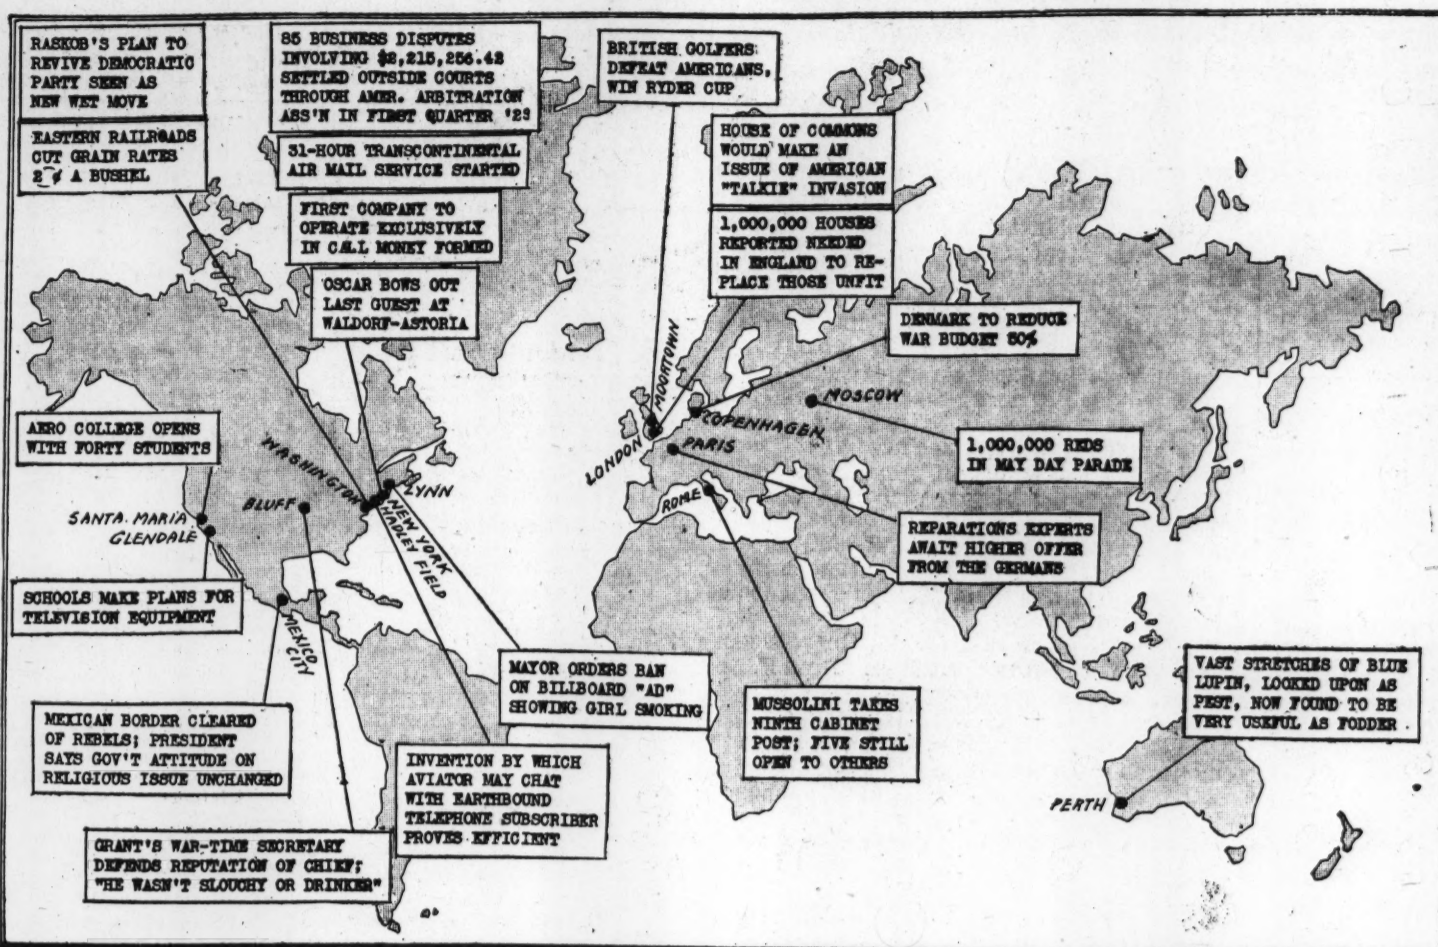 RASKOB'S PLAN TO
REVIVE DEMOCRATIC
PARTY SEEN AS
NEW WET MOVE
EASTERN RAILROADS
CUT GRAIN RATES
2 ¢ A BUSHEL
85 BUSINESS DISPUTES
INVOLVING $2,215,256.42
SETTLED OUTSIDE COURTS
THROUGH AMER. ARBITRATION
ASS'N IN FIRST QUARTER '29
31-HOUR TRANSCONTINENTAL
AIR MAIL SERVICE STARTED
FIRST COMPANY TO
OPERATE EXCLUSIVELY
IN CALL MONEY FORMED
OSCAR BOWS OUT
LAST GUEST AT
WALDORF-ASTORIA
BRITISH GOLFERS
DEFEAT AMERICANS,
WIN RYDER CUP
HOUSE OF COMMONS
WOULD MAKE AN
ISSUE OF AMERICAN
"TALKIE" INVASION
1,000,000 HOUSES
REPORTED NEEDED
IN ENGLAND TO RE-
PLACE THOSE UNFIT
DENMARK TO REDUCE
WAR BUDGET 50%
MOORTOWN
LONDON
COPENHAGEN
MOSCOW
PARIS
ROME
1,000,000 REDS
IN MAY DAY PARADE
REPARATIONS EXPERTS
AWAIT HIGHER OFFER
FROM THE GERMANS
AERO COLLEGE OPENS
WITH FORTY STUDENTS
WASHINGTON
LYNN
BLUFF
NEW YORK
HADLEY FIELD
SANTA MARIA
GLENDALE
SCHOOLS MAKE PLANS FOR
TELEVISION EQUIPMENT
MEXICO
CITY
MEXICAN BORDER CLEARED
OF REBELS; PRESIDENT
SAYS GOV'T ATTITUDE ON
RELIGIOUS ISSUE UNCHANGED
GRANT'S WAR-TIME SECRETARY
DEFENDS REPUTATION OF CHIEF;
"HE WASN'T SLOUCHY OR DRINKER"
INVENTION BY WHICH
AVIATOR MAY CHAT
WITH EARTHBOUND
TELEPHONE SUBSCRIBER
PROVES EFFICIENT
MAYOR ORDERS BAN
ON BILLBOARD "AD"
SHOWING GIRL SMOKING
MUSSOLINI TAKES
NINTH CABINET
POST; FIVE STILL
OPEN TO OTHERS
VAST STRETCHES OF BLUE
LUPIN, LOOKED UPON AS
PEST, NOW FOUND TO BE
VERY USEFUL AS FODDER
PERTH